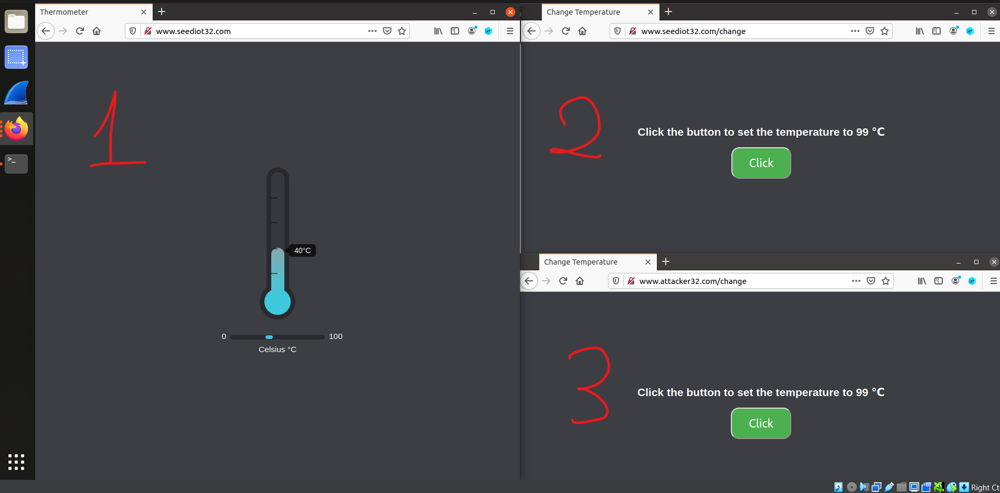 Thermometer
www.seediot32.com
1
40°C
0 100
Celsius °C
Change Temperature
www.seediot32.com/change
2
Click the button to set the temperature to 99 °C
Click
Change Temperature
www.attacker32.com/change
3
Click the button to set the temperature to 99 °C
Click
>_
Right Ct